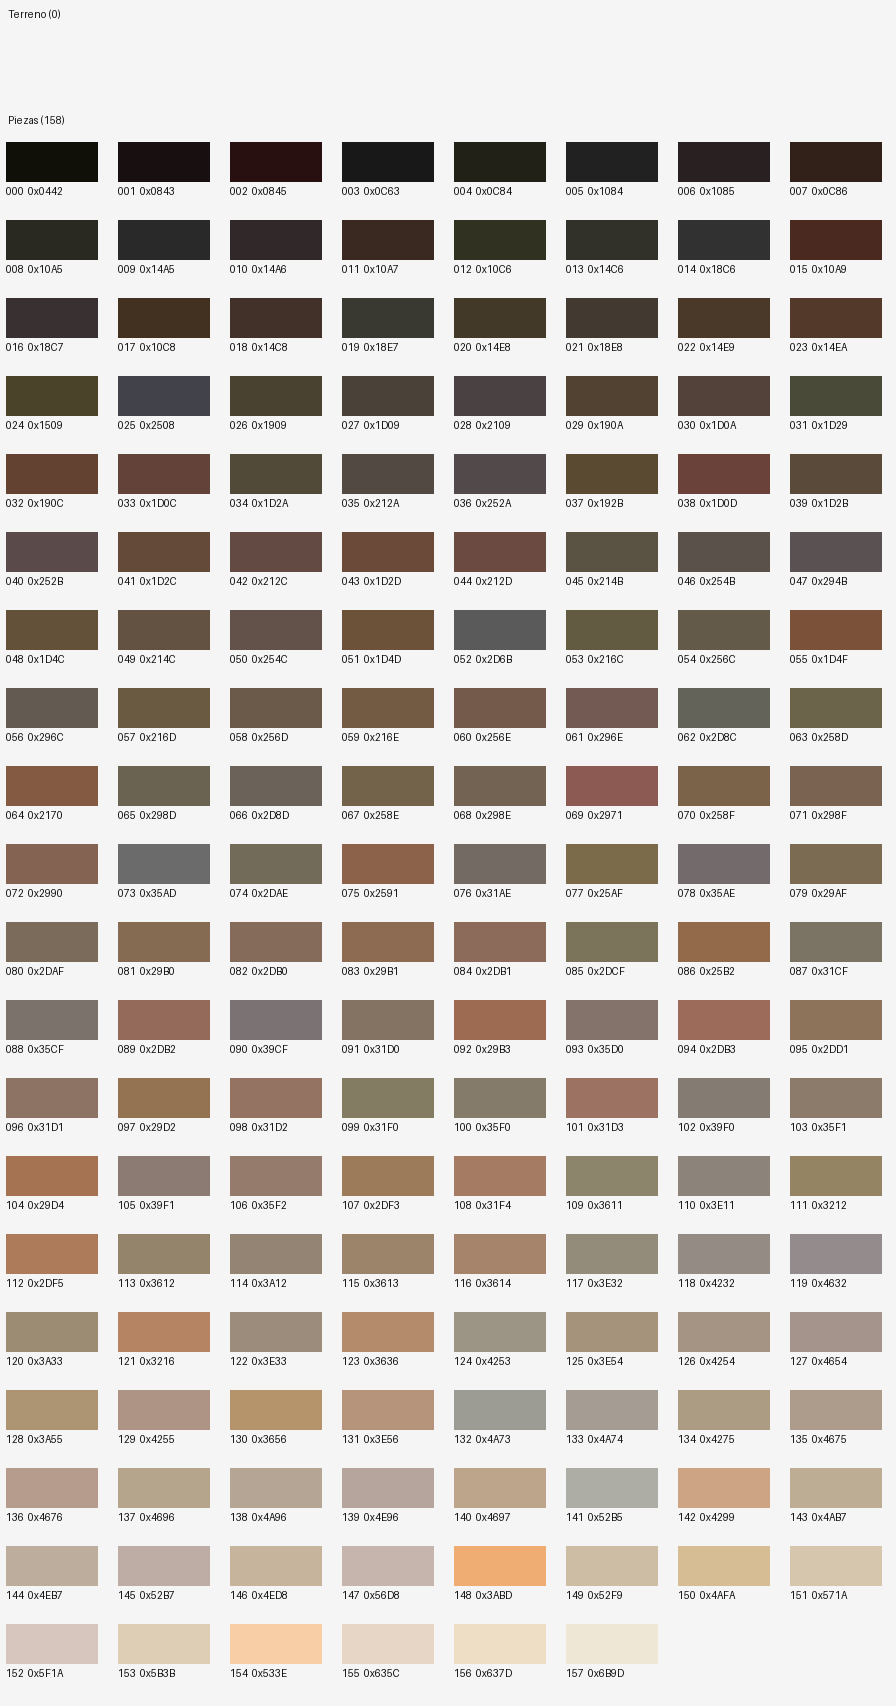 Terreno (0)
Piezas (158)
000 0x0442 001 0x0843 002 0x0845 003 0x0C63 004 0x0C84 005 0x1084 006 0x1085 007 0x0C86
008 0x10A5 009 0x14A5 010 0x14A6 011 0x10A7 012 0x10C6 013 0x14C6 014 0x18C6 015 0x10A9
016 0x18C7 017 0x10C8 018 0x14C8 019 0x18E7 020 0x14E8 021 0x18E8 022 0x14E9 023 0x14EA
024 0x1509 025 0x2508 026 0x1909 027 0x1D09 028 0x2109 029 0x190A 030 0x1D0A 031 0x1D29
032 0x190C 033 0x1D0C 034 0x1D2A 035 0x212A 036 0x252A 037 0x192B 038 0x1D0D 039 0x1D2B
040 0x252B 041 0x1D2C 042 0x212C 043 0x1D2D 044 0x212D 045 0x214B 046 0x254B 047 0x294B
048 0x1D4C 049 0x214C 050 0x254C 051 0x1D4D 052 0x2D6B 053 0x216C 054 0x256C 055 0x1D4F
056 0x296C 057 0x216D 058 0x256D 059 0x216E 060 0x256E 061 0x296E 062 0x2D8C 063 0x258D
064 0x2170 065 0x298D 066 0x2D8D 067 0x258E 068 0x298E 069 0x2971 070 0x258F 071 0x298F
072 0x2990 073 0x35AD 074 0x2DAE 075 0x2591 076 0x31AE 077 0x25AF 078 0x35AE 079 0x29AF
080 0x2DAF 081 0x29B0 082 0x2DB0 083 0x29B1 084 0x2DB1 085 0x2DCF 086 0x25B2 087 0x31CF
088 0x35CF 089 0x2DB2 090 0x39CF 091 0x31D0 092 0x29B3 093 0x35D0 094 0x2DB3 095 0x2DD1
096 0x31D1 097 0x29D2 098 0x31D2 099 0x31F0 100 0x35F0 101 0x31D3 102 0x39F0 103 0x35F1
104 0x29D4 105 0x39F1 106 0x35F2 107 0x2DF3 108 0x31F4 109 0x3611 110 0x3E11 111 0x3212
112 0x2DF5 113 0x3612 114 0x3A12 115 0x3613 116 0x3614 117 0x3E32 118 0x4232 119 0x4632
120 0x3A33 121 0x3216 122 0x3E33 123 0x3636 124 0x4253 125 0x3E54 126 0x4254 127 0x4654
128 0x3A55 129 0x4255 130 0x3656 131 0x3E56 132 0x4A73 133 0x4A74 134 0x4275 135 0x4675
136 0x4676 137 0x4696 138 0x4A96 139 0x4E96 140 0x4697 141 0x52B5 142 0x4299 143 0x4AB7
144 0x4EB7 145 0x52B7 146 0x4ED8 147 0x56D8 148 0x3ABD 149 0x52F9 150 0x4AFA 151 0x571A
152 0x5F1A 153 0x5B3B 154 0x533E 155 0x635C 156 0x637D 157 0x6B9D